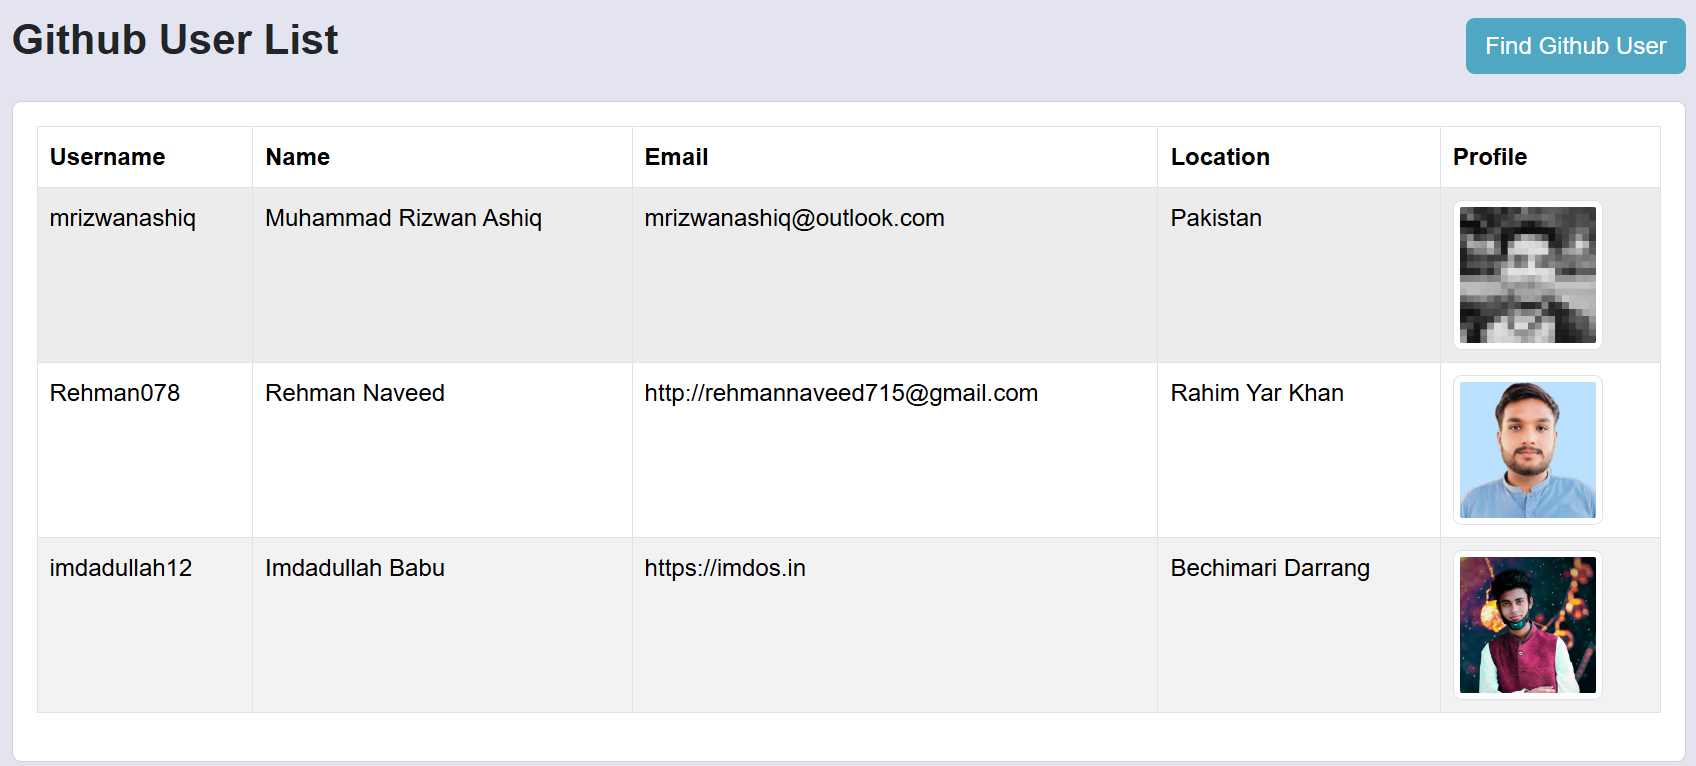 Github User List
Find Github User
Username Name Email Location Profile
mrizwanashiq Muhammad Rizwan Ashiq mrizwanashiq@outlook.com Pakistan
Rehman078 Rehman Naveed http://rehmannaveed715@gmail.com Rahim Yar Khan
imdadullah12 Imdadullah Babu https://imdos.in Bechimari Darrang